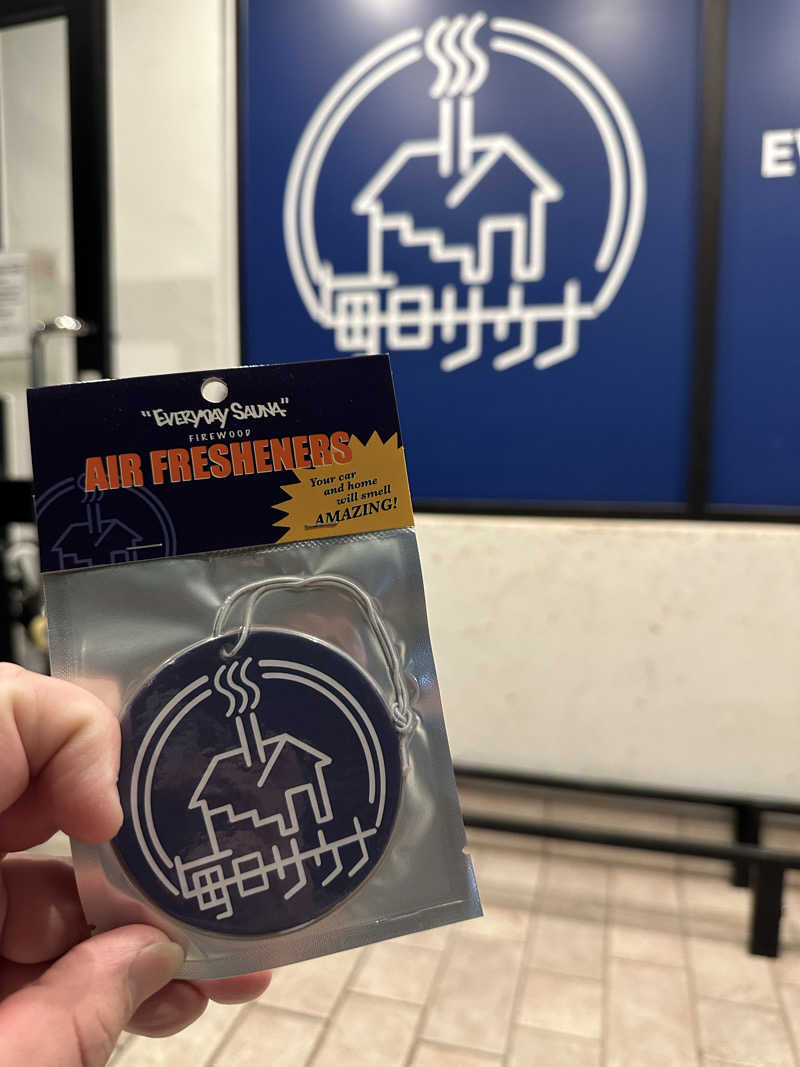 毎日サウナ
EV
"EVERYDAY SAUNA"
FIREWOOD
AIR FRESHENERS
Your car
and home
will smell
AMAZING!
毎日サウナ